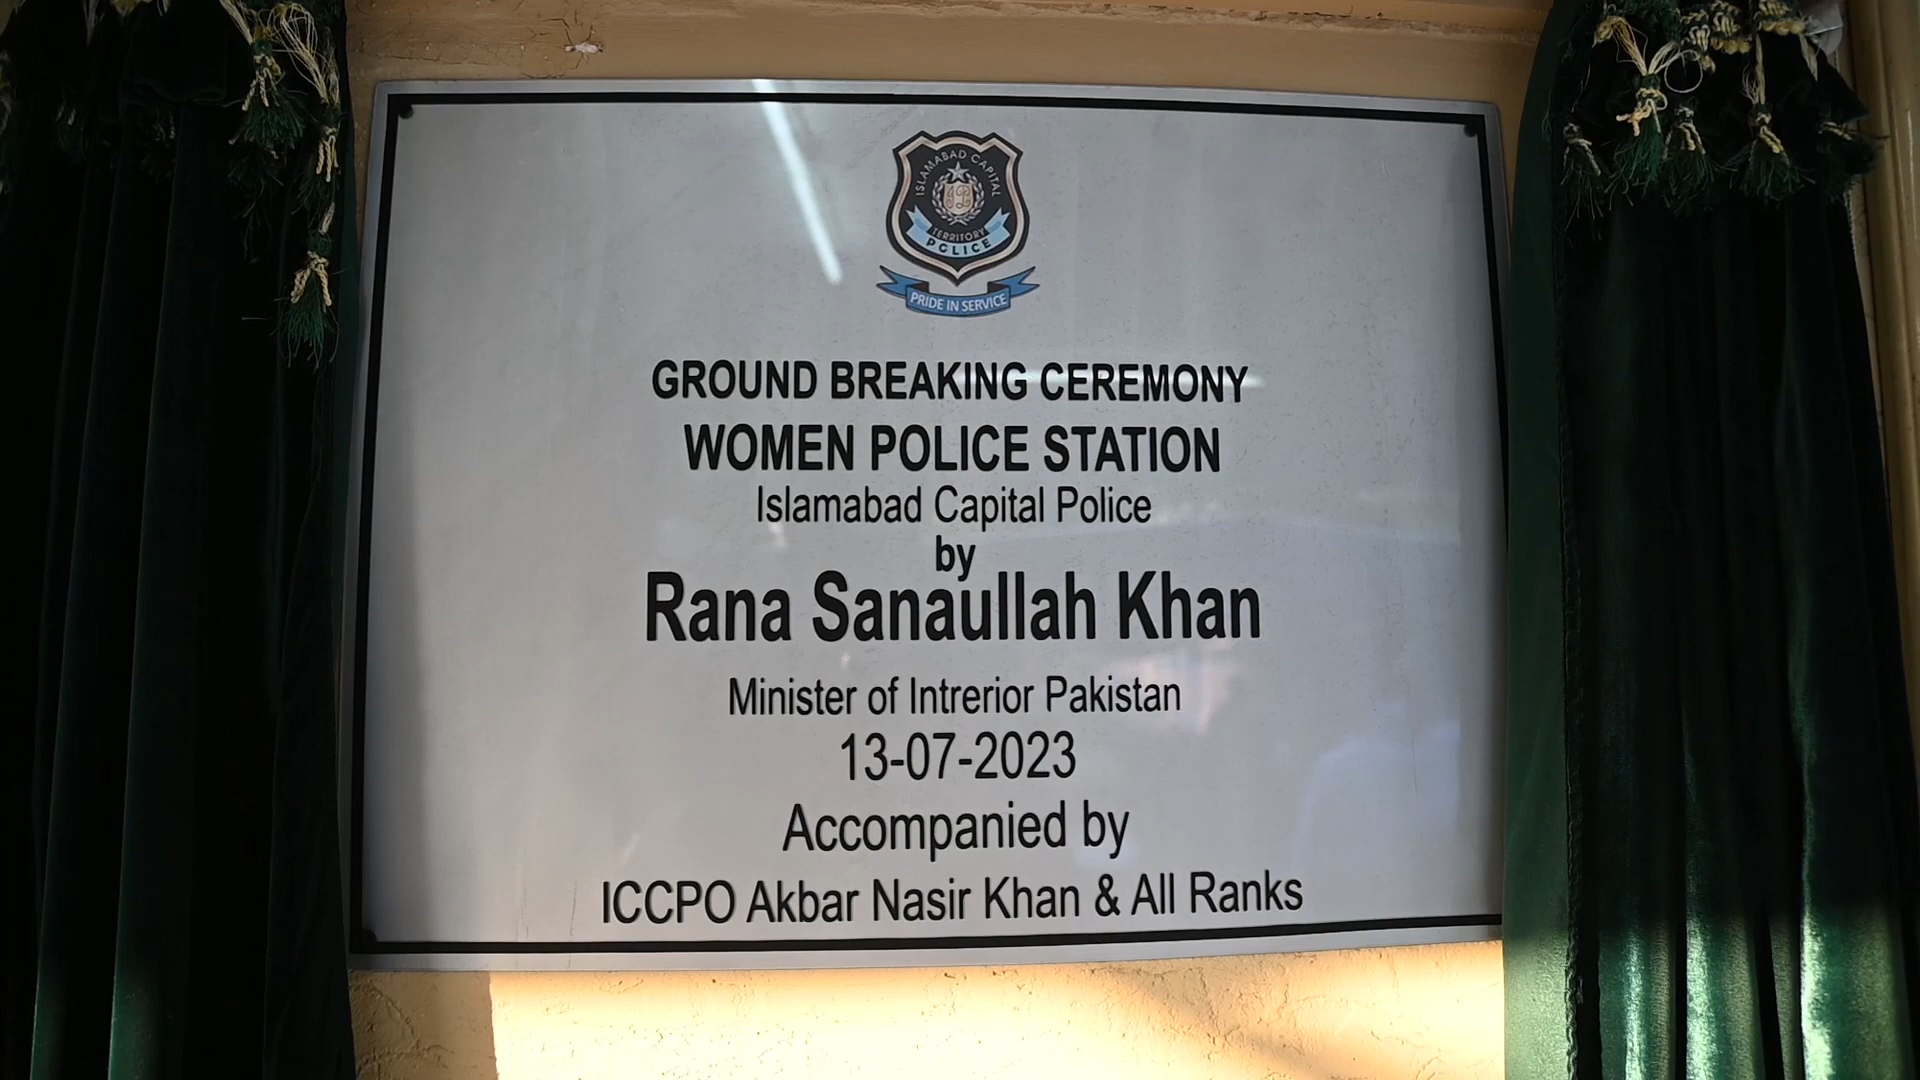 ISLAMABAD CAPITAL
TERRITORY
POLICE
PRIDE IN SERVICE
GROUND BREAKING CEREMONY
WOMEN POLICE STATION
Islamabad Capital Police
by
Rana Sanaullah Khan
Minister of Intrerior Pakistan
13-07-2023
Accompanied by
ICCPO Akbar Nasir Khan & All Ranks